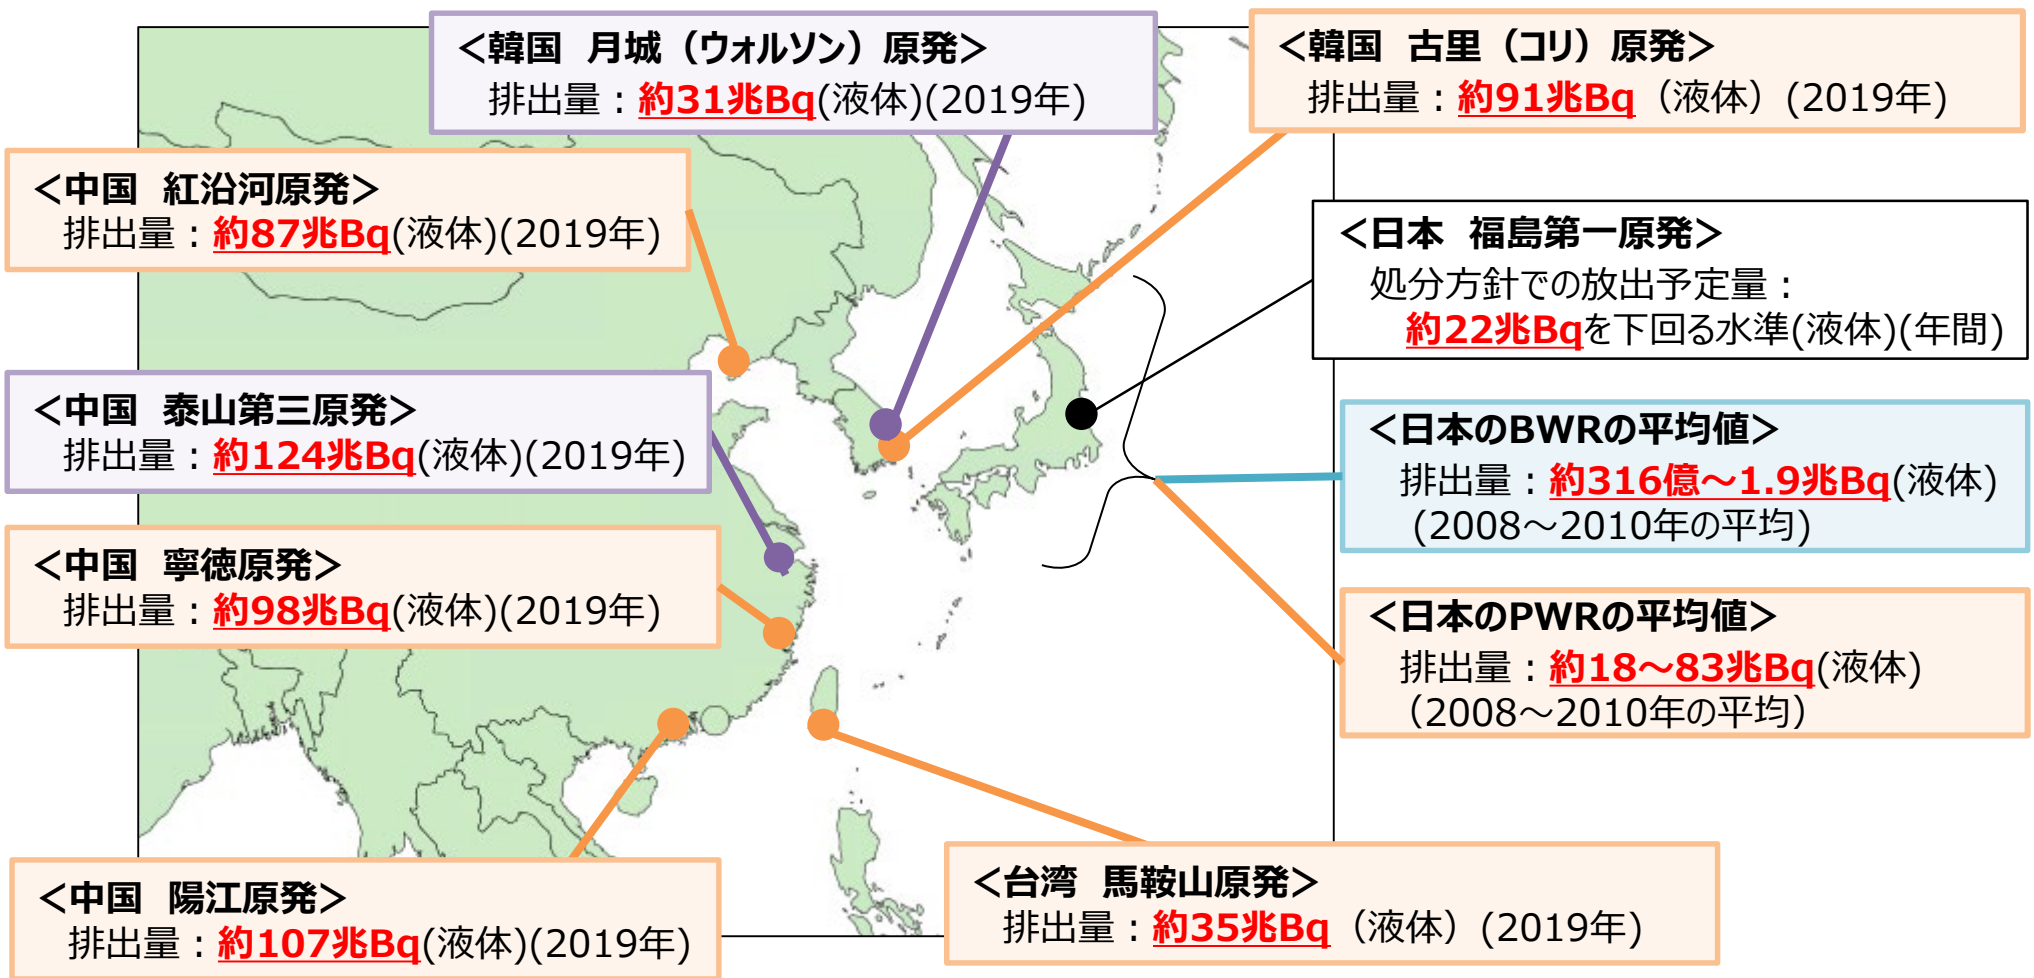 ＜韓国 月城（ウォルソン）原発＞
排出量：約31兆Bq(液体)(2019年)
＜韓国 古里（コリ）原発＞
排出量：約91兆Bq（液体）(2019年)
＜中国 紅沿河原発＞
排出量：約87兆Bq(液体)(2019年)
＜日本 福島第一原発＞
処分方針での放出予定量：
約22兆Bqを下回る水準(液体)(年間)
＜中国 泰山第三原発＞
排出量：約124兆Bq(液体)(2019年)
＜日本のBWRの平均値＞
排出量：約316億～1.9兆Bq(液体)
(2008～2010年の平均)
＜中国 寧徳原発＞
排出量：約98兆Bq(液体)(2019年)
＜日本のPWRの平均値＞
排出量：約18～83兆Bq(液体)
（2008～2010年の平均）
＜中国 陽江原発＞
排出量：約107兆Bq(液体)(2019年)
＜台湾 馬鞍山原発＞
排出量：約35兆Bq（液体）(2019年)